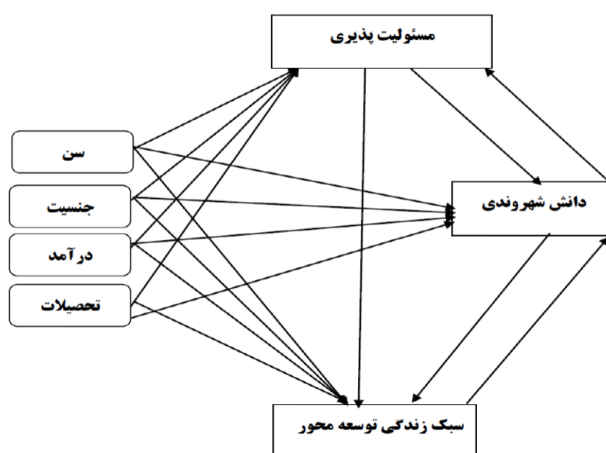 مسئولیت پذیری
سن
دانش شهروندی
جنسیت
درآمد
تحصیلات
سبک زندگی توسعه محور